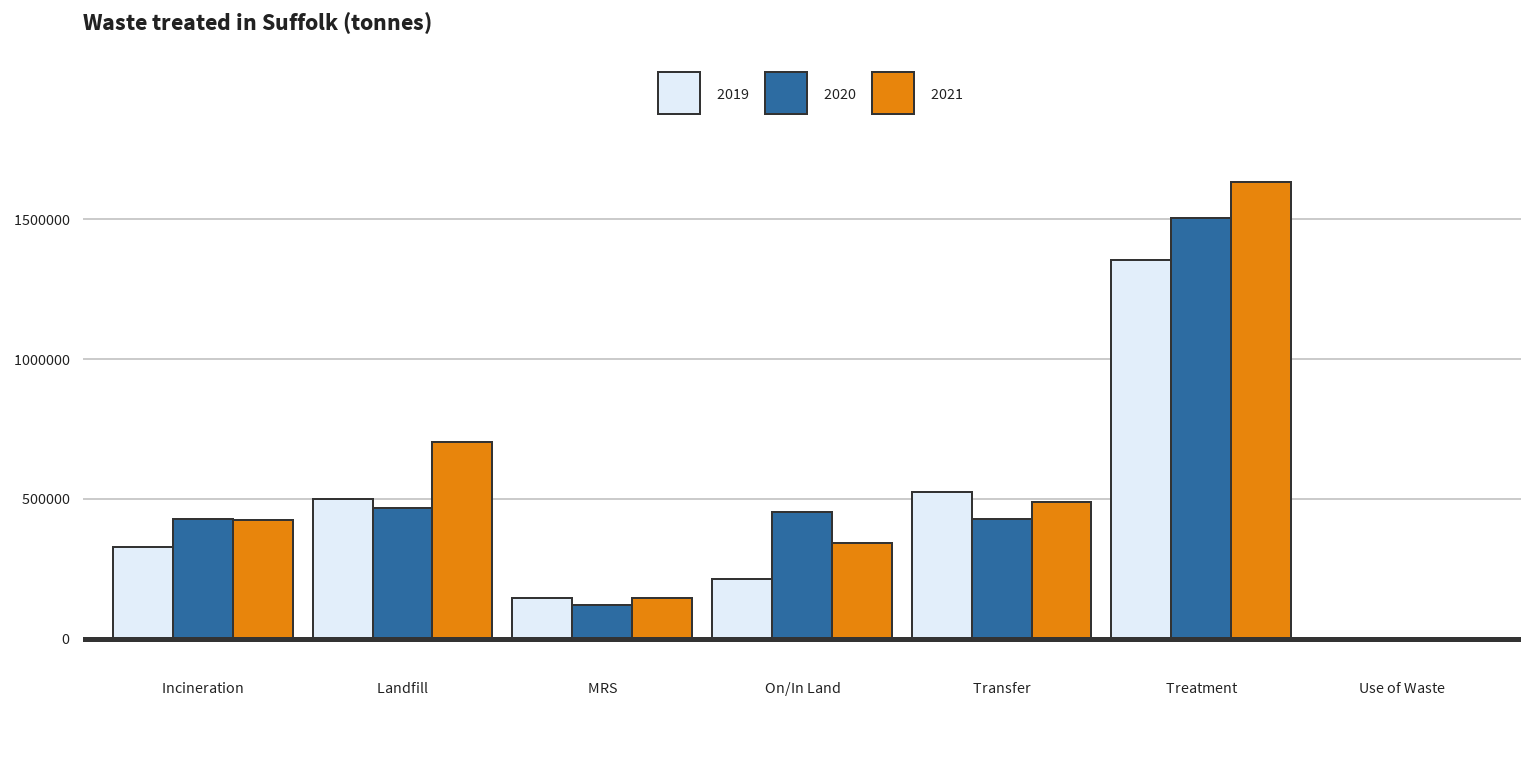 Waste treated in Suffolk (tonnes)
2019 2020 2021
1500000
1000000
500000
0
Incineration Landfill MRS On/In Land Transfer Treatment Use of Waste